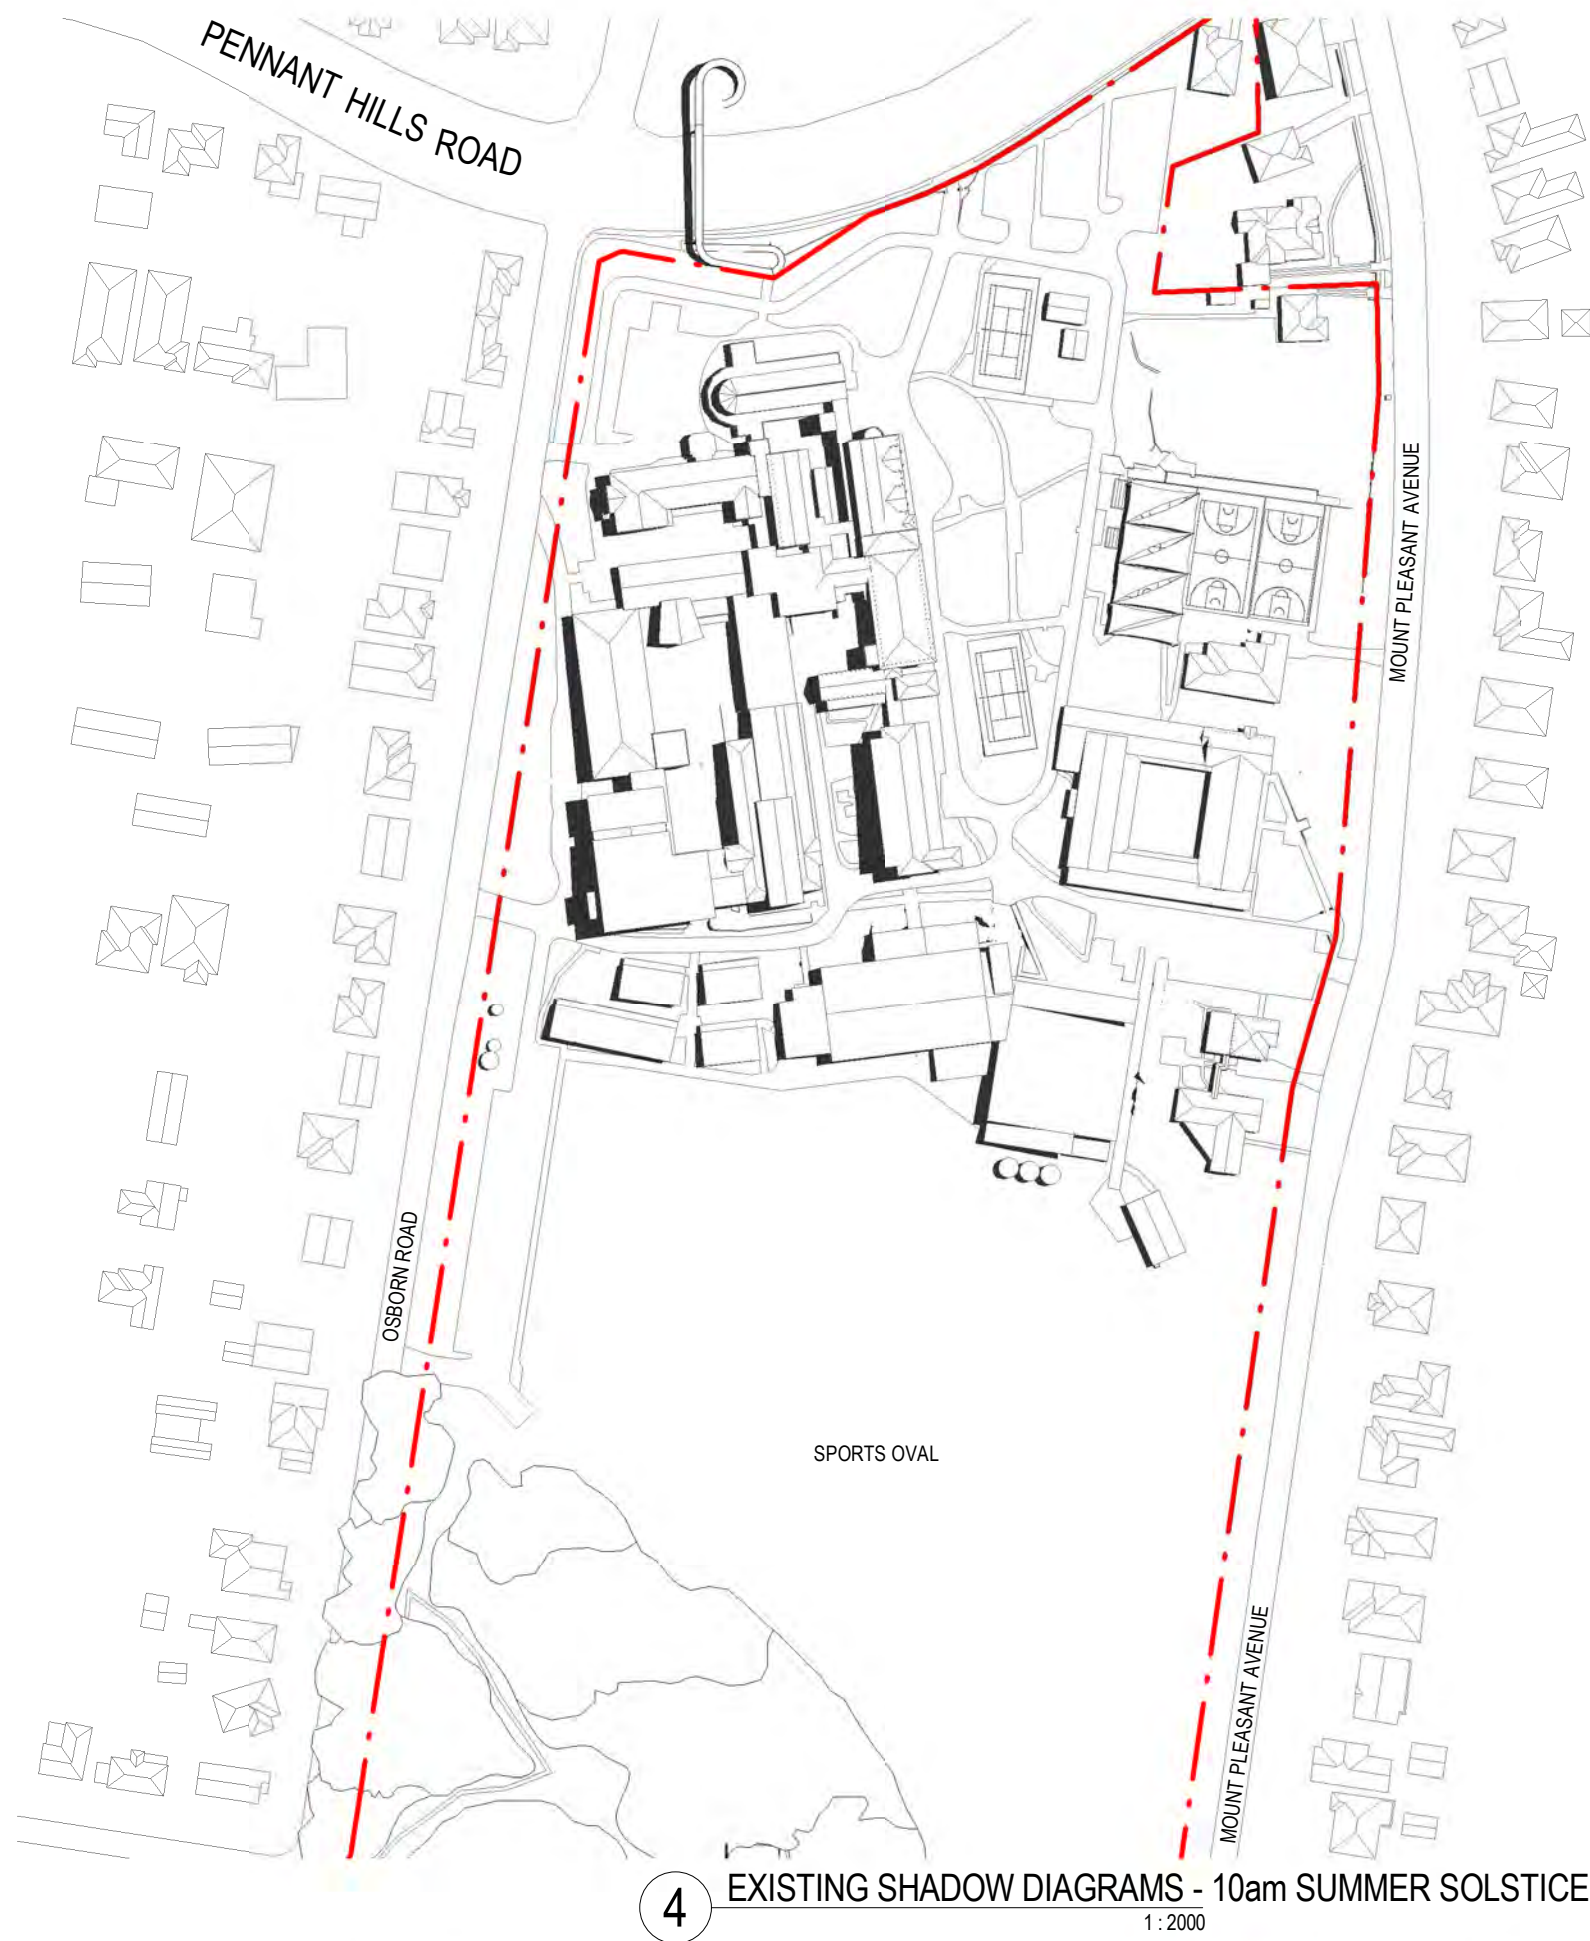 PENNANT HILLS ROAD
MOUNT PLEASANT AVENUE
OSBORN ROAD
SPORTS OVAL
MOUNT PLEASANT AVENUE
4
EXISTING SHADOW DIAGRAMS - 10am SUMMER SOLSTICE
1 : 2000